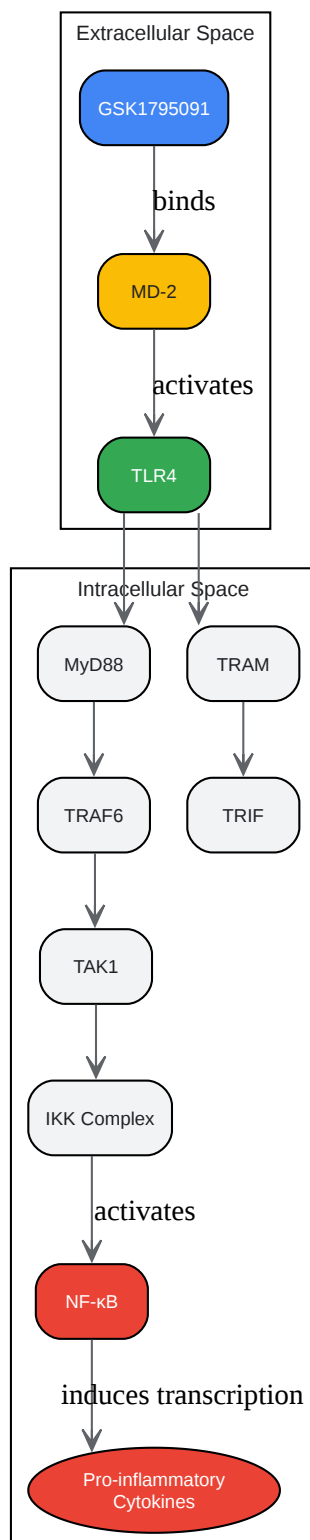 Extracellular Space
GSK1795091
binds
MD-2
activates
TLR4
Intracellular Space
MyD88
TRAM
TRAF6
TRIF
TAK1
IKK Complex
activates
NF-κB
induces transcription
Pro-inflammatory
Cytokines